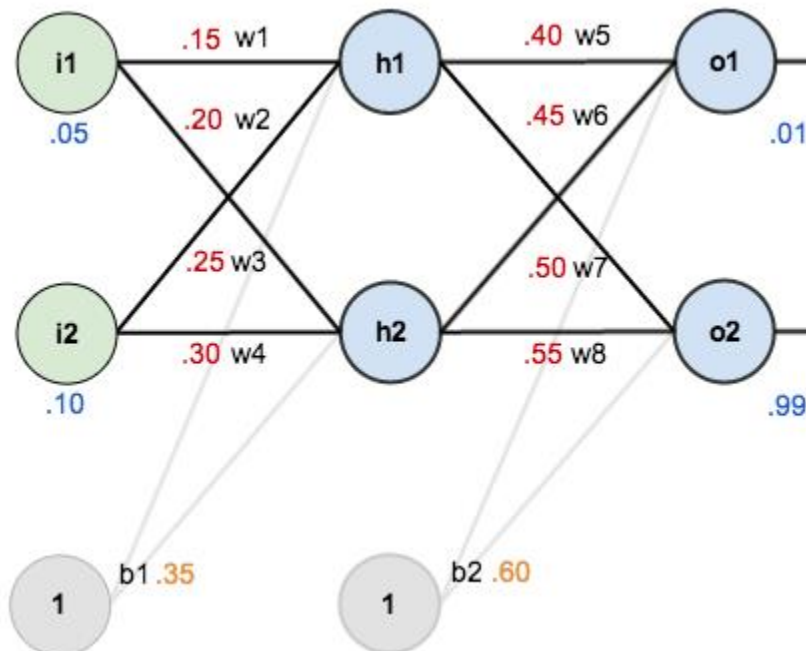 .15 w1
.40 w5
i1
h1
o1
.20 w2
.45 w6
.05
.01
.25 w3
.50 w7
i2
h2
o2
.30 w4
.55 w8
.10
.99
b1 .35
b2 .60
1
1